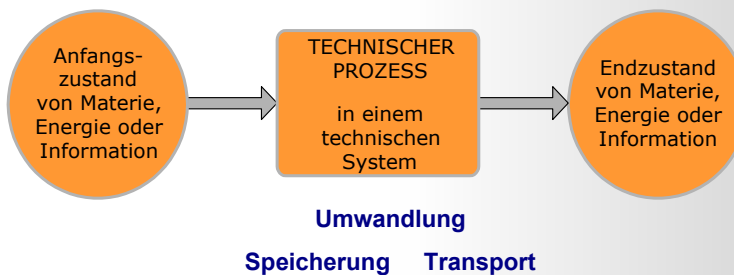 Anfangs-
zustand
von Materie,
Energie oder
Information
TECHNISCHER
PROZESS
in einem
technischen
System
Endzustand
von Materie,
Energie oder
Information
Umwandlung
Speicherung Transport